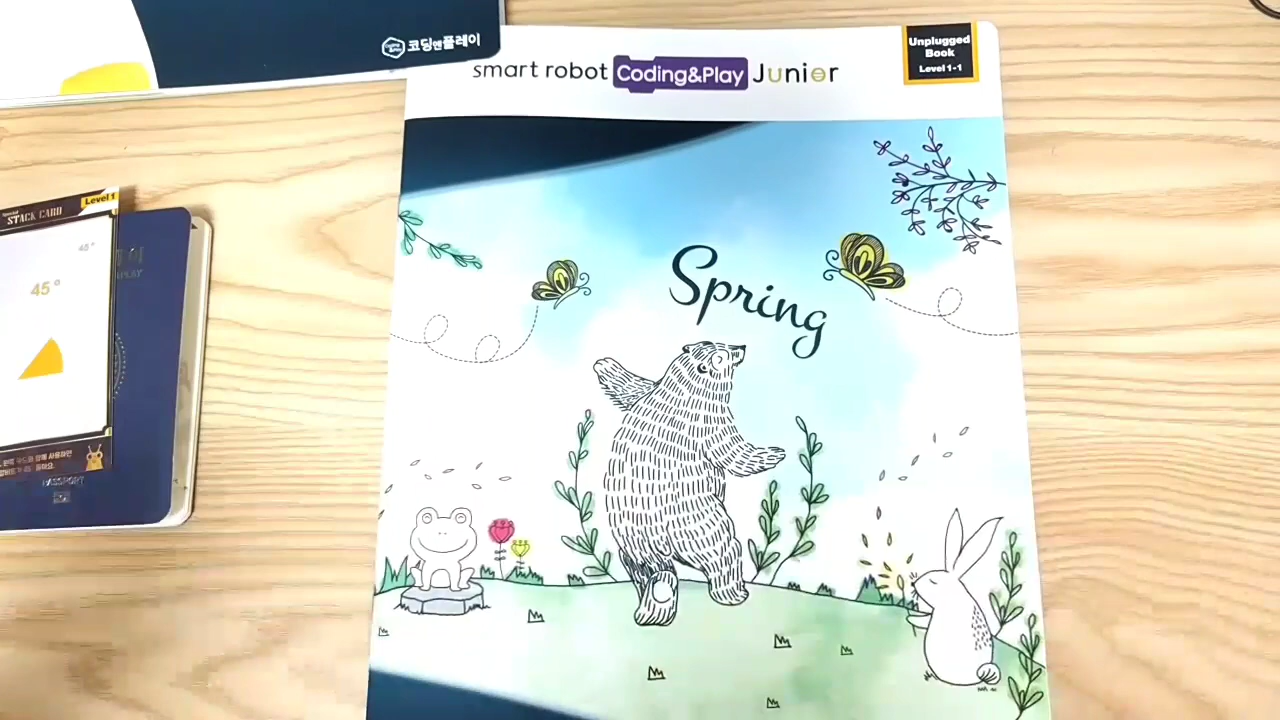 코딩앤플레이
smart robot Coding&Play Junior
Unplugged
Book
Level 1-1
Spring
STACK CARD
Level 1
45°
45°
PLAY
PASSPORT